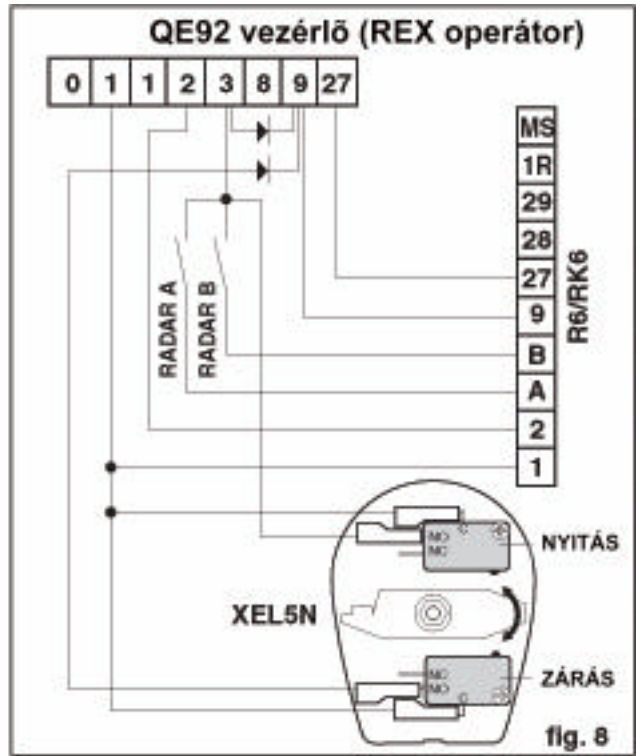 QE92 vezérlõ (REX operátor)
0 1 1 2 3 8 9 27
MS
1R
29
28
27
9
B
A
2
1
R6/RK6
RADAR A
RADAR B
C
NO
NC
NYITÁS
XEL5N
NC
NO
C
ZÁRÁS
fig. 8